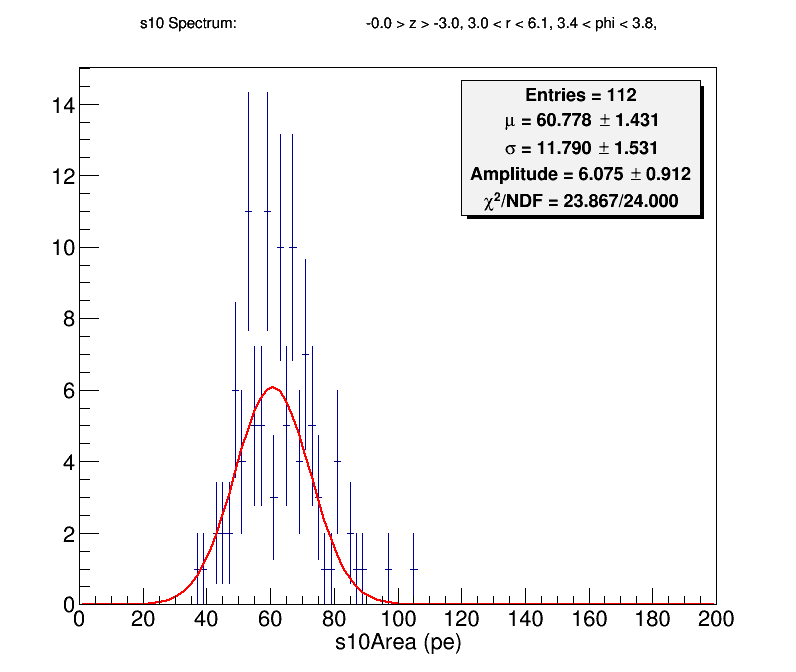 s10 Spectrum: -0.0 > z > -3.0, 3.0 < r < 6.1, 3.4 < phi < 3.8,
Entries = 112
μ = 60.778 ± 1.431
σ = 11.790 ± 1.531
Amplitude = 6.075 ± 0.912
χ²/NDF = 23.867/24.000
14
12
10
8
6
4
2
0
0 20 40 60 80 100 120 140 160 180 200
s10Area (pe)